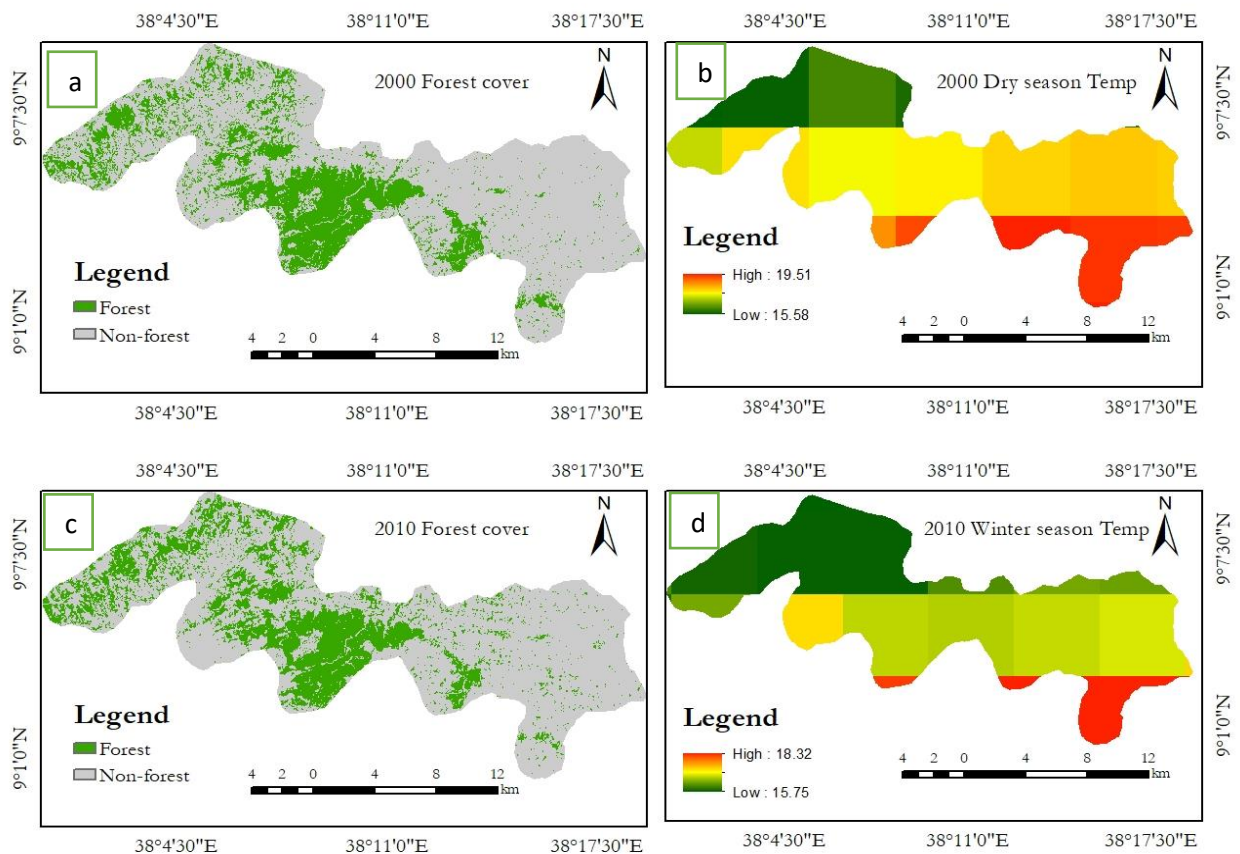 38°4'30"E 38°11'0"E 38°17'30"E
a
2000 Forest cover
N
9°7'30"N
9°1'0"N
Legend
Forest
Non-forest
4 2 0 4 8 12
km
38°4'30"E 38°11'0"E 38°17'30"E
38°4'30"E 38°11'0"E 38°17'30"E
b
2000 Dry season Temp
N
9°7'30"N
9°1'0"N
Legend
High : 19.51
Low : 15.58
4 2 0 4 8 12
km
38°4'30"E 38°11'0"E 38°17'30"E
38°4'30"E 38°11'0"E 38°17'30"E
c
2010 Forest cover
N
9°7'30"N
9°1'0"N
Legend
Forest
Non-forest
4 2 0 4 8 12
km
38°4'30"E 38°11'0"E 38°17'30"E
38°4'30"E 38°11'0"E 38°17'30"E
d
2010 Winter season Temp
N
9°7'30"N
9°1'0"N
Legend
High : 18.32
Low : 15.75
4 2 0 4 8 12
km
38°4'30"E 38°11'0"E 38°17'30"E